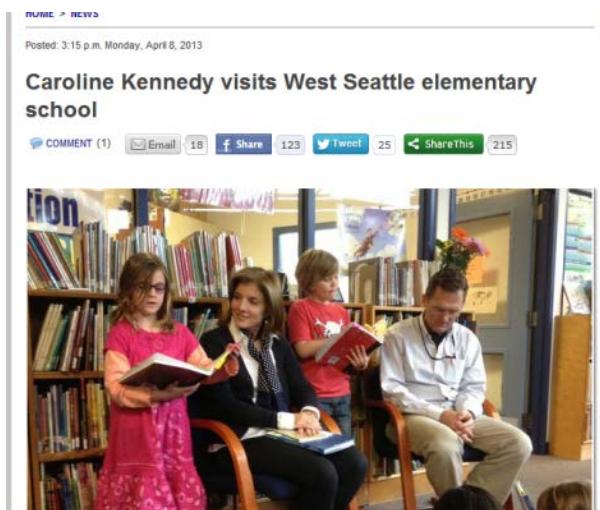 HOME > NEWS
Posted: 3:15 p.m. Monday, April 8, 2013
Caroline Kennedy visits West Seattle elementary
school
COMMENT (1) Email 18 Share 123 Tweet 25 ShareThis 215
tion